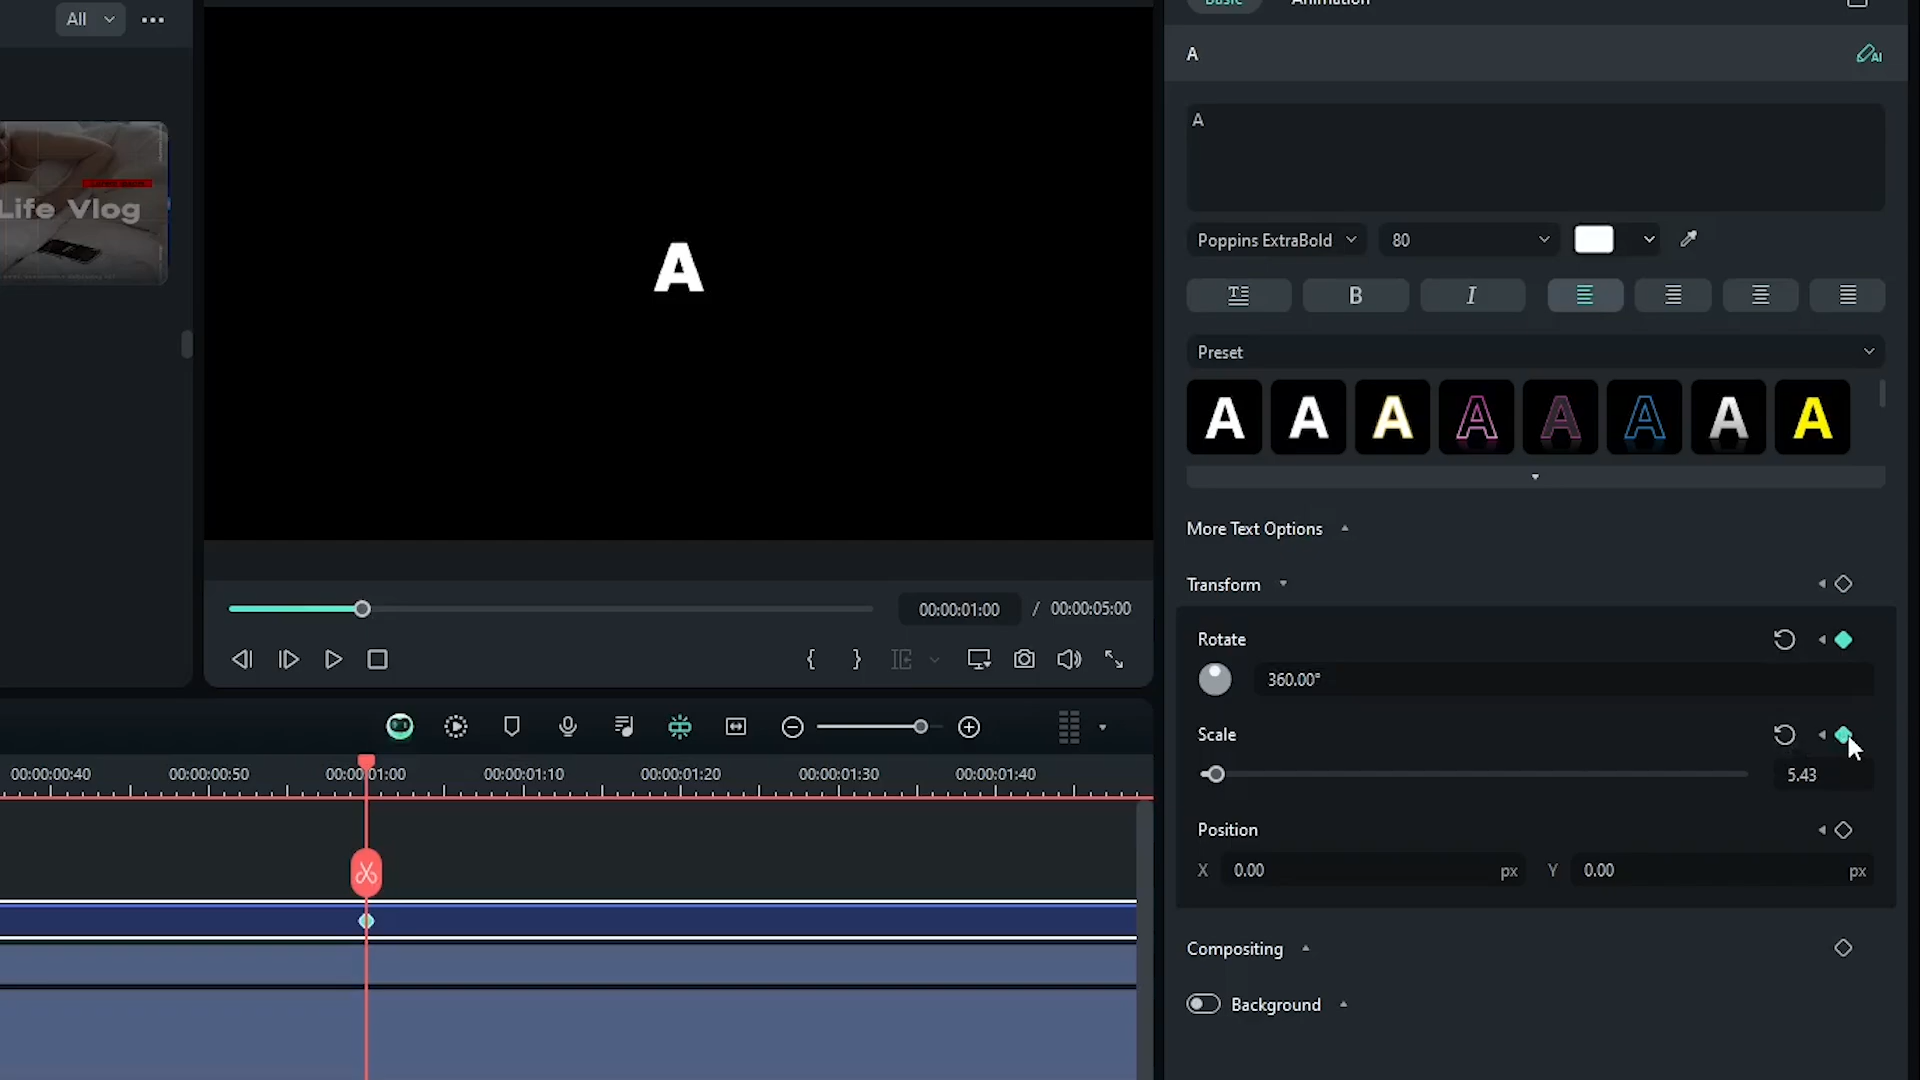 All
Basic
Animation
A
AI
A
Life Vlog
A
Poppins ExtraBold
80
B
I
Preset
A A A A A A A A
More Text Options
Transform
00:00:01:00 / 00:00:05:00
Rotate
360.00°
Scale
5.43
00:00:00:40
00:00:00:50
00:00:01:00
00:00:01:10
00:00:01:20
00:00:01:30
00:00:01:40
Position
X 0.00 px Y 0.00 px
Compositing
Background